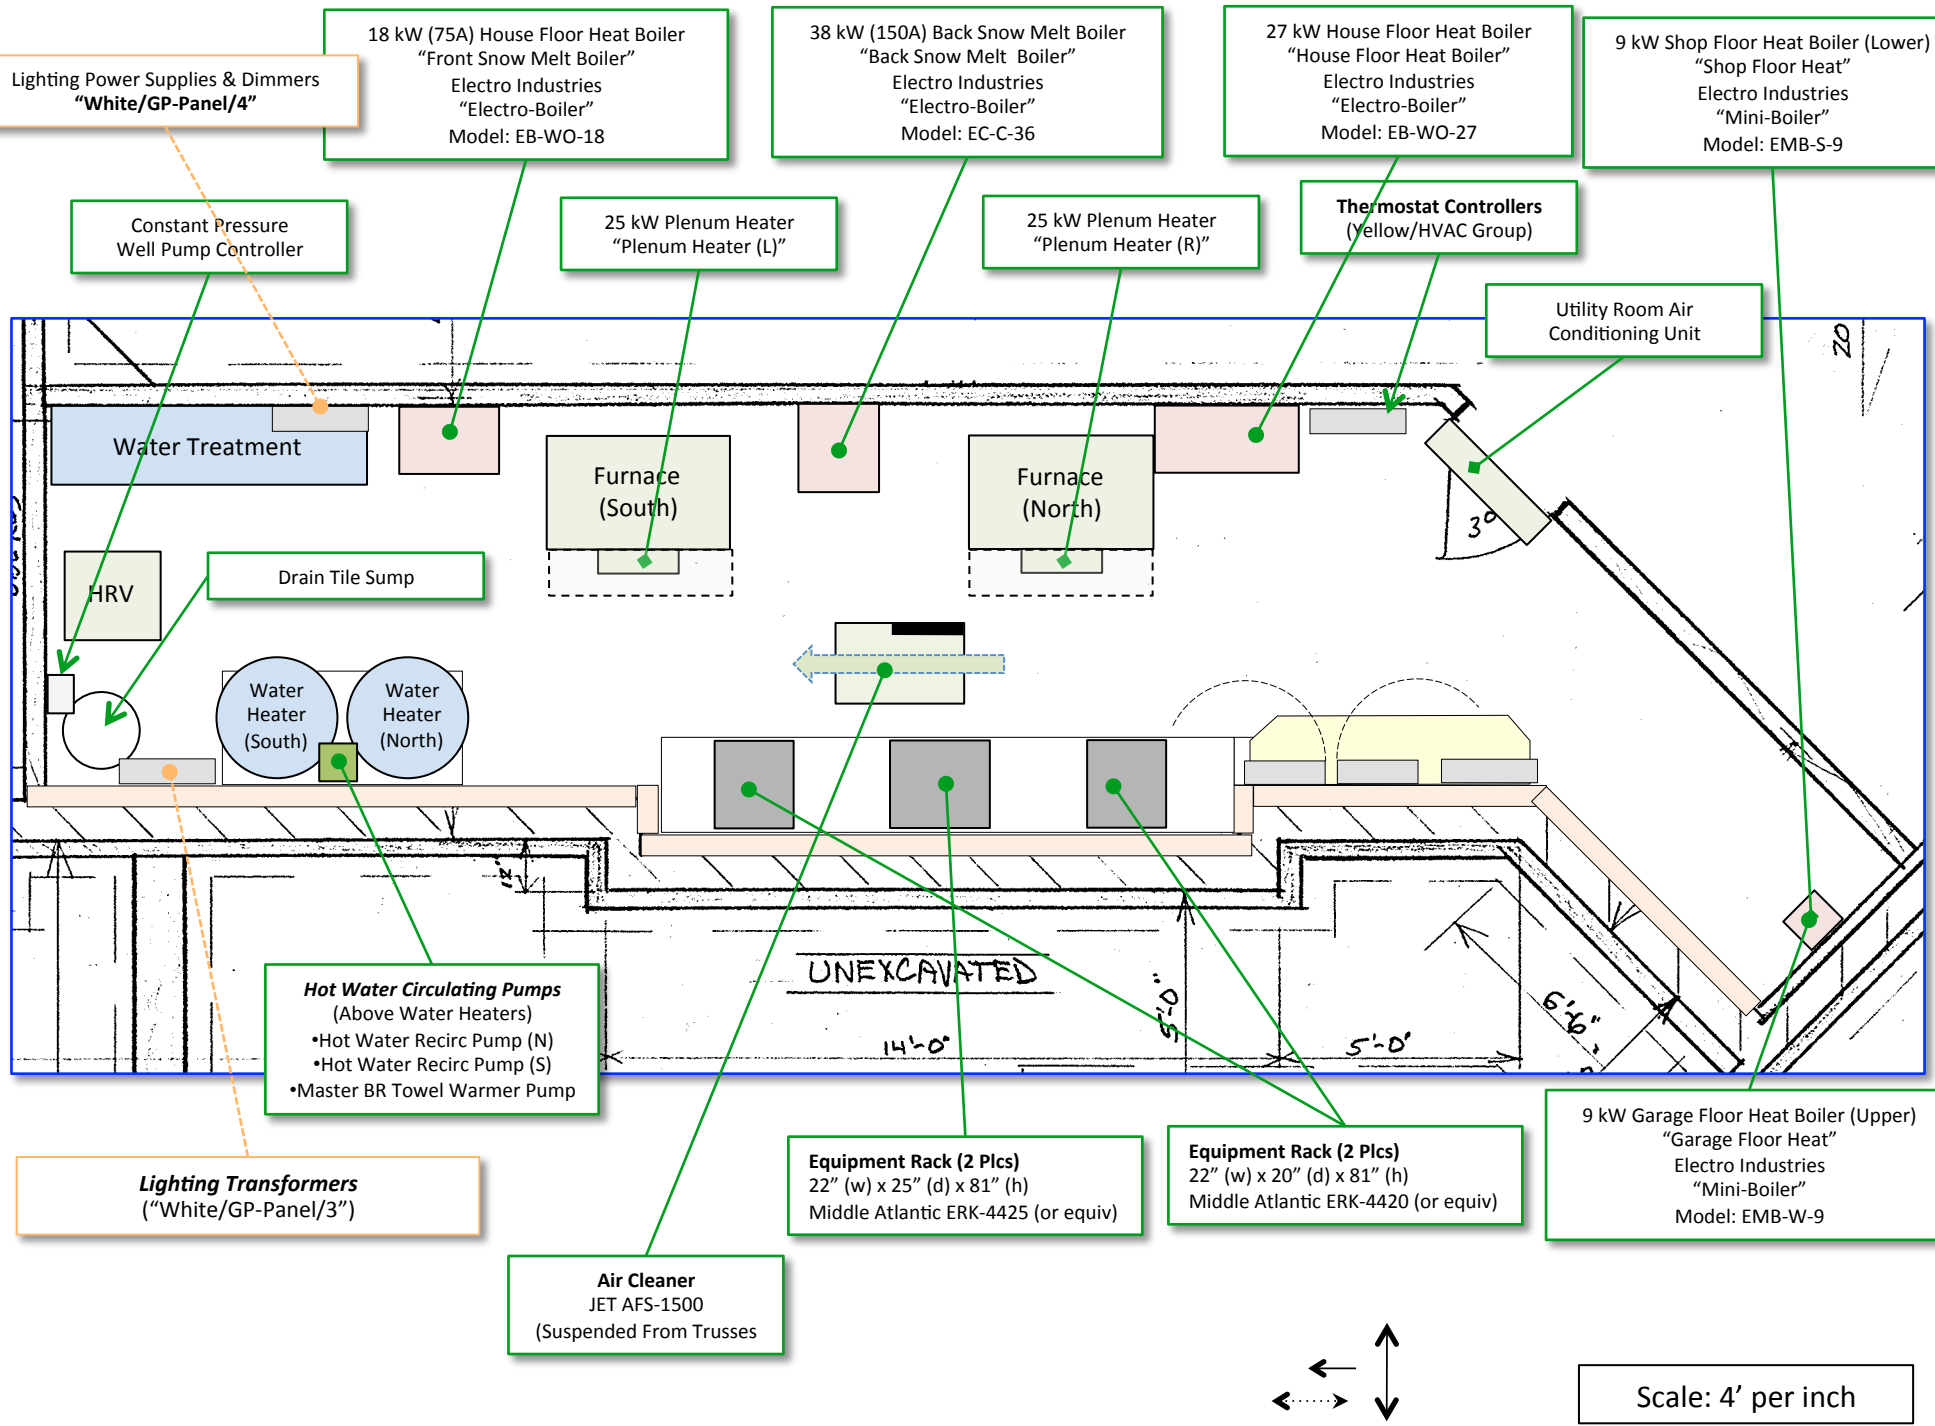 18 kW (75A) House Floor Heat Boiler
“Front Snow Melt Boiler”
Electro Industries
“Electro-Boiler”
Model: EB-WO-18
38 kW (150A) Back Snow Melt Boiler
“Back Snow Melt  Boiler”
Electro Industries
“Electro-Boiler”
Model: EC-C-36
27 kW House Floor Heat Boiler
“House Floor Heat Boiler”
Electro Industries
“Electro-Boiler”
Model: EB-WO-27
9 kW Shop Floor Heat Boiler (Lower)
“Shop Floor Heat”
Electro Industries
“Mini-Boiler”
Model: EMB-S-9
Lighting Power Supplies & Dimmers
“White/GP-Panel/4”
Constant Pressure
Well Pump Controller
25 kW Plenum Heater
“Plenum Heater (L)”
25 kW Plenum Heater
“Plenum Heater (R)”
Thermostat Controllers
(Yellow/HVAC Group)
Utility Room Air
Conditioning Unit
20
Water Treatment
Furnace
(South)
Furnace
(North)
3⁰
HRV
Drain Tile Sump
Water
Heater
(South)
Water
Heater
(North)
12"
UNEXCAVATED
14'-0"
5'-0"
5'-0"
6'-6"
Hot Water Circulating Pumps
(Above Water Heaters)
•Hot Water Recirc Pump (N)
•Hot Water Recirc Pump (S)
•Master BR Towel Warmer Pump
Lighting Transformers
(“White/GP-Panel/3”)
Equipment Rack (2 Plcs)
22” (w) x 25” (d) x 81” (h)
Middle Atlantic ERK-4425 (or equiv)
Equipment Rack (2 Plcs)
22” (w) x 20” (d) x 81” (h)
Middle Atlantic ERK-4420 (or equiv)
9 kW Garage Floor Heat Boiler (Upper)
“Garage Floor Heat”
Electro Industries
“Mini-Boiler”
Model: EMB-W-9
Air Cleaner
JET AFS-1500
(Suspended From Trusses
Scale: 4’ per inch